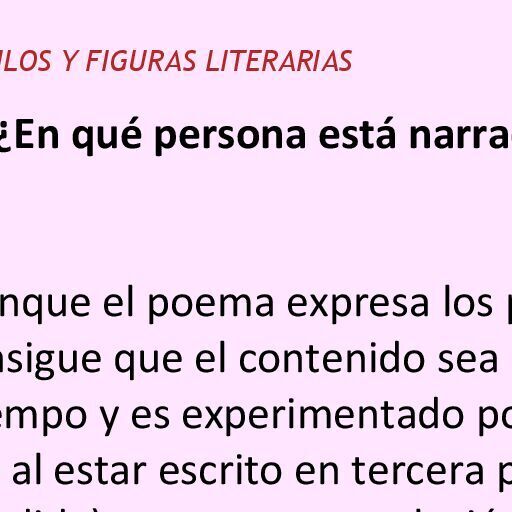 ILOS Y FIGURAS LITERARIAS
¿En qué persona está narra
nque el poema expresa los p
nsigue que el contenido sea
empo y es experimentado po
al estar escrito en tercera p